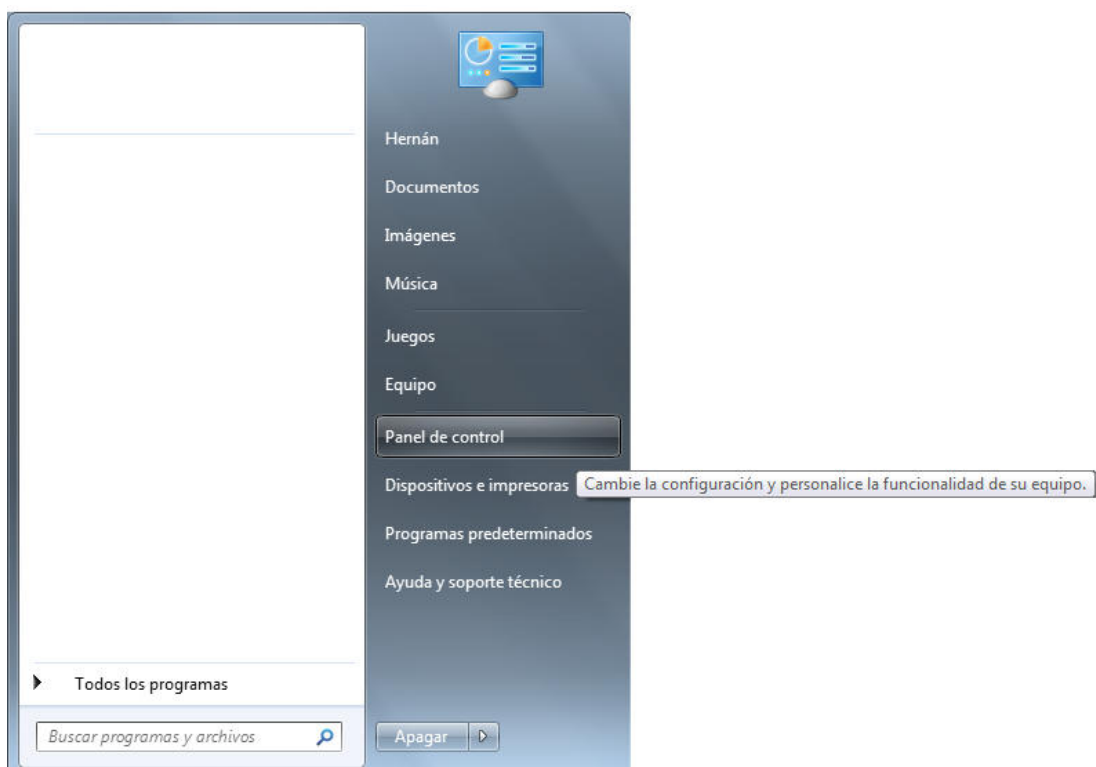 Hernán
Documentos
Imágenes
Música
Juegos
Equipo
Panel de control
Dispositivos e impresoras
Cambie la configuración y personalice la funcionalidad de su equipo.
Programas predeterminados
Ayuda y soporte técnico
Todos los programas
Buscar programas y archivos
Apagar